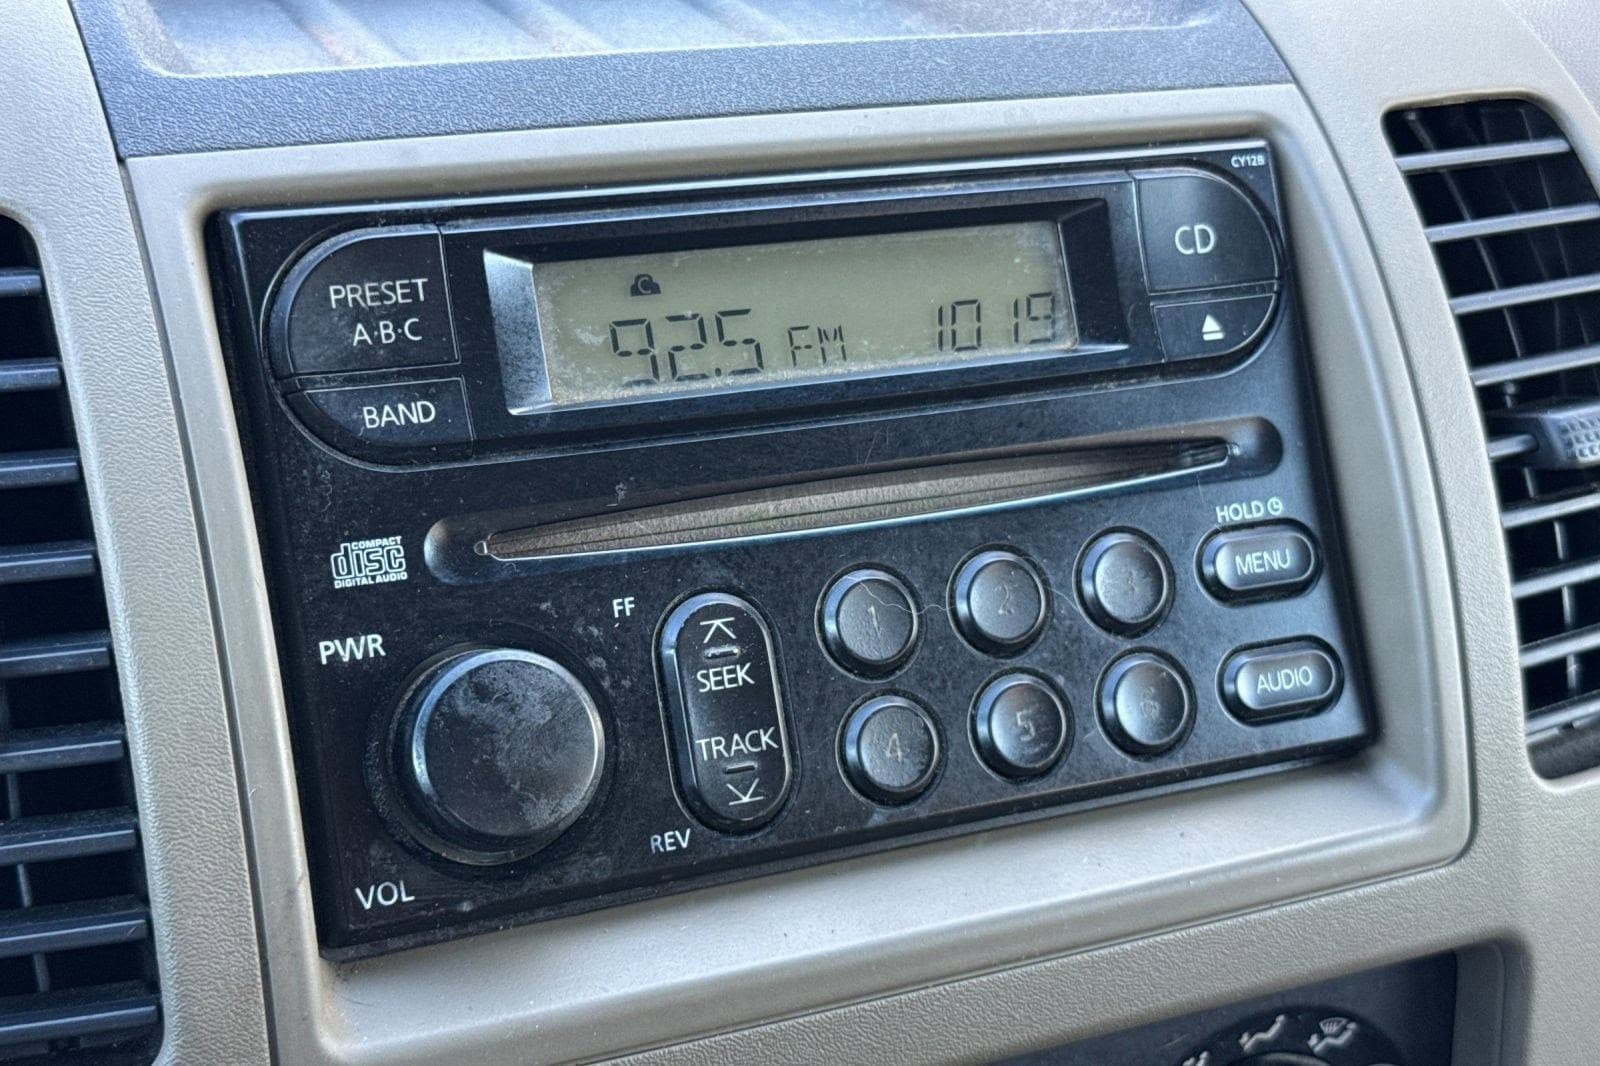 CY12B
PRESET
A·B·C
BAND
C
92.5 FM 10 19
CD
COMPACT
disc
DIGITAL AUDIO
PWR
VOL
FF
SEEK
TRACK
REV
1
2
3
4
5
6
HOLD
MENU
AUDIO